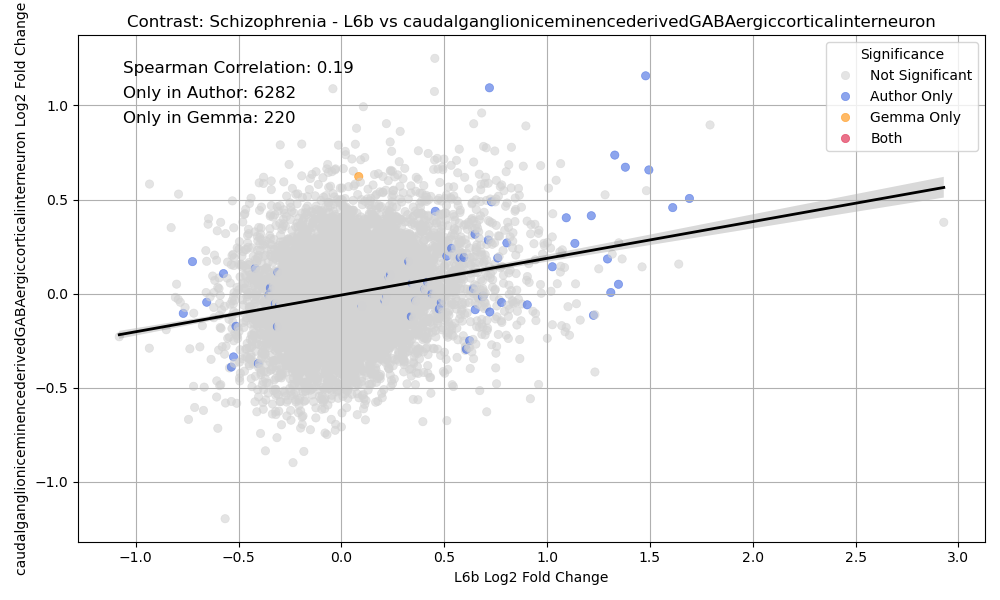 Contrast: Schizophrenia - L6b vs caudalganglioniceminencederivedGABAergiccorticalinterneuron
caudalganglioniceminencederivedGABAergiccorticalinterneuron Log2 Fold Change
Spearman Correlation: 0.19
Only in Author: 6282
Only in Gemma: 220
Significance
Not Significant
Author Only
Gemma Only
Both
1.0
0.5
0.0
−0.5
−1.0
−1.0 −0.5 0.0 0.5 1.0 1.5 2.0 2.5 3.0
L6b Log2 Fold Change